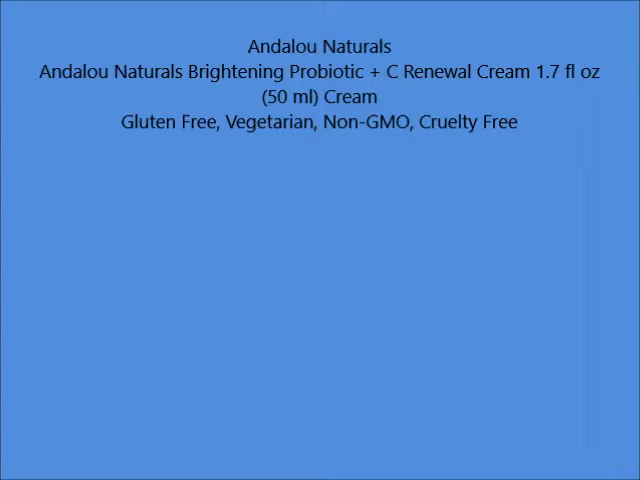 Andalou Naturals
Andalou Naturals Brightening Probiotic + C Renewal Cream 1.7 fl oz
(50 ml) Cream
Gluten Free, Vegetarian, Non-GMO, Cruelty Free